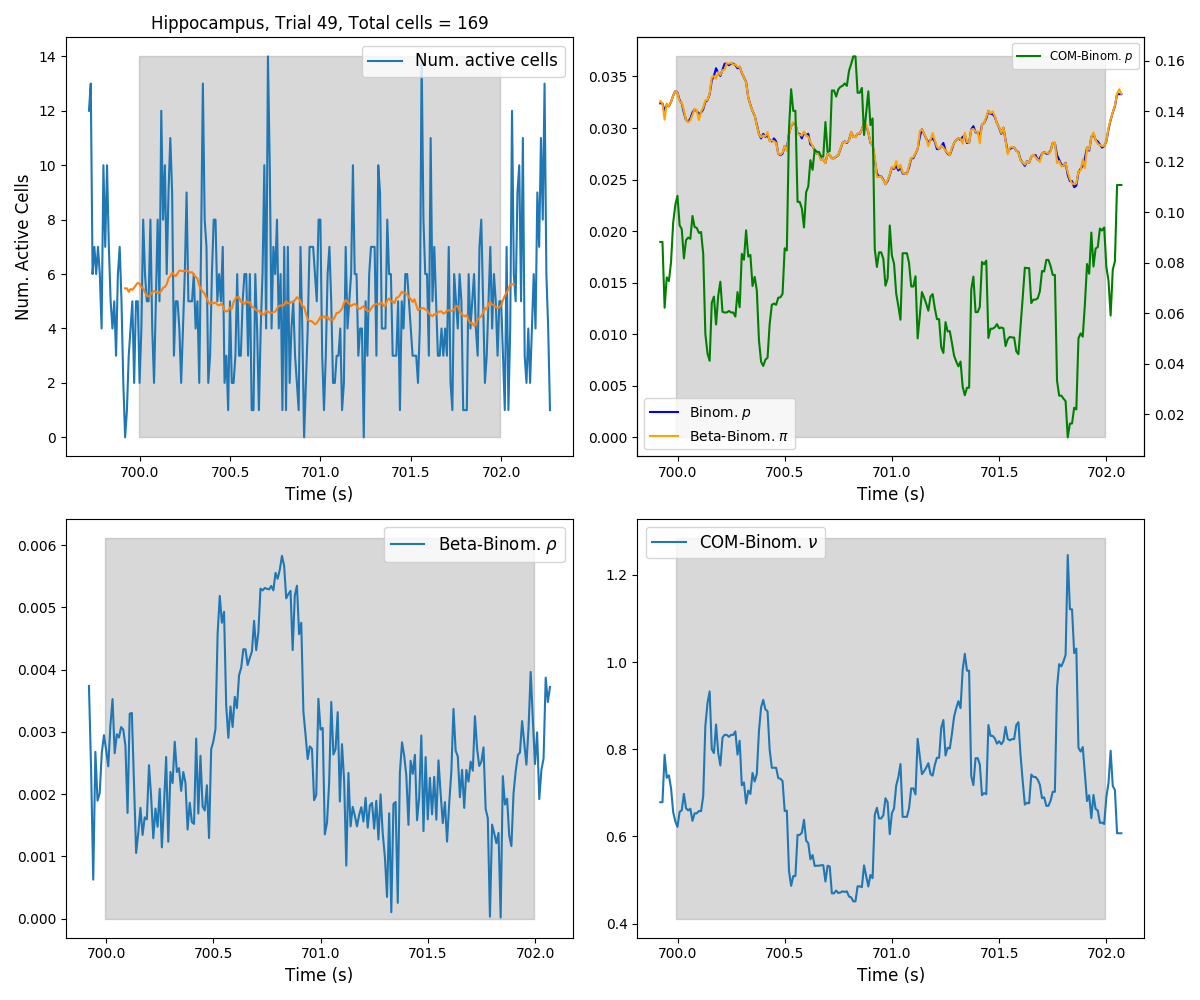 Hippocampus, Trial 49, Total cells = 169
Num. active cells
Num. Active Cells
14
12
10
8
6
4
2
0
700.0 700.5 701.0 701.5 702.0
Time (s)
COM-Binom. p
Binom. p
Beta-Binom. π
0.035
0.030
0.025
0.020
0.015
0.010
0.005
0.000
0.16
0.14
0.12
0.10
0.08
0.06
0.04
0.02
700.0 700.5 701.0 701.5 702.0
Time (s)
Beta-Binom. ρ
0.006
0.005
0.004
0.003
0.002
0.001
0.000
700.0 700.5 701.0 701.5 702.0
Time (s)
COM-Binom. ν
1.2
1.0
0.8
0.6
0.4
700.0 700.5 701.0 701.5 702.0
Time (s)